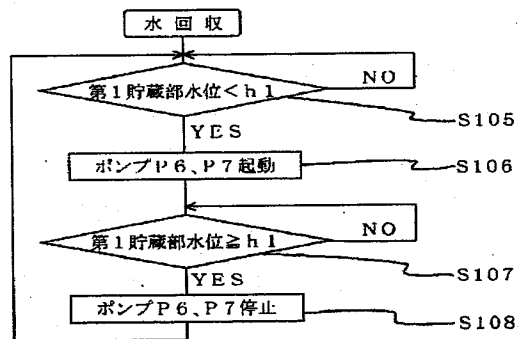 水回収
NO
第1貯蔵部水位<h1
S105
YES
ポンプP6、P7起動
S106
NO
第1貯蔵部水位≧h1
S107
YES
ポンプP6、P7停止
S108